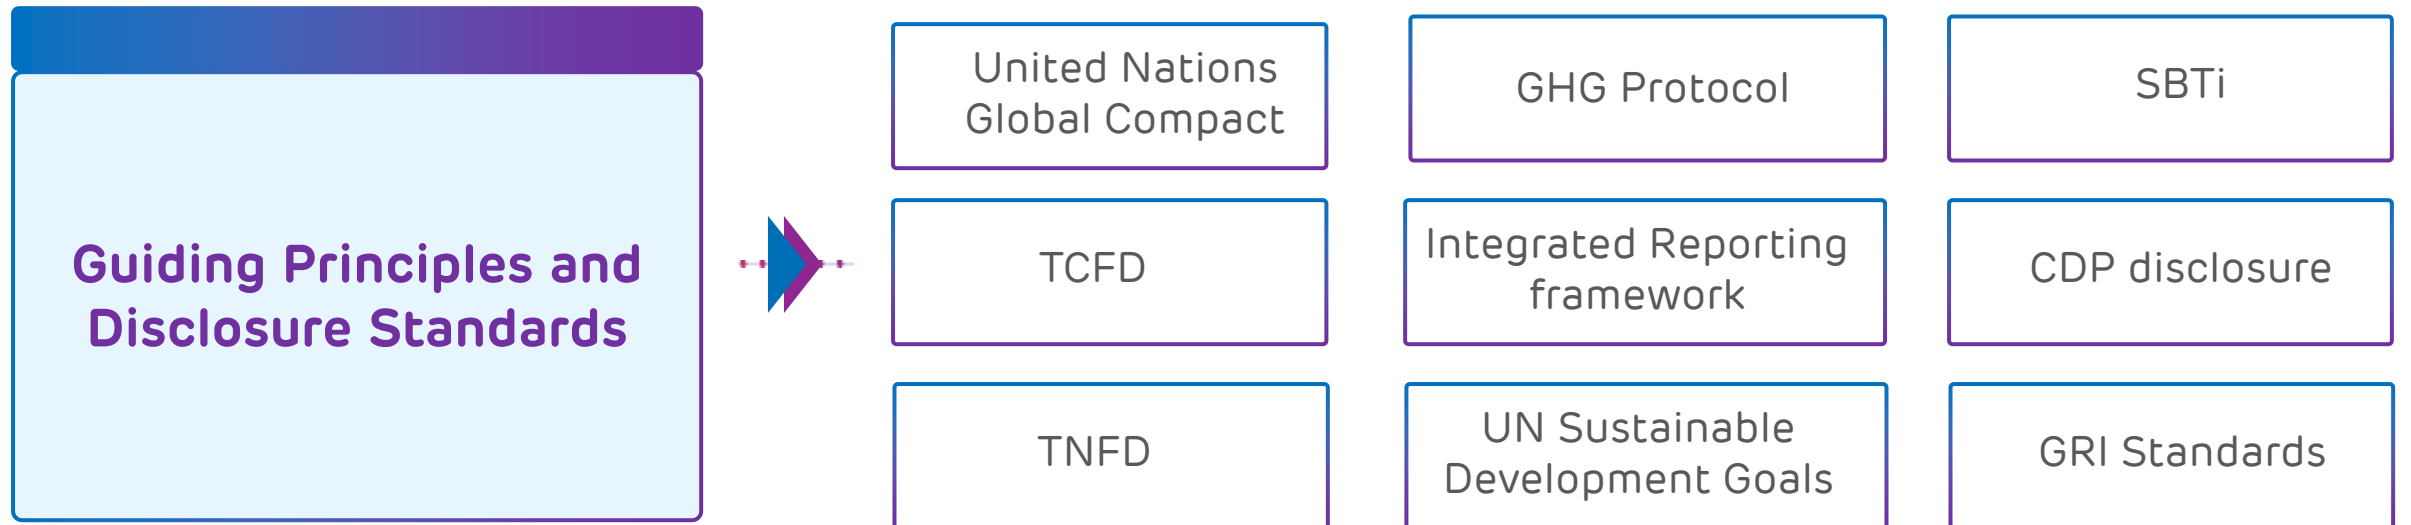 Guiding Principles and
Disclosure Standards
United Nations
Global Compact
GHG Protocol
SBTi
TCFD
Integrated Reporting
framework
CDP disclosure
TNFD
UN Sustainable
Development Goals
GRI Standards